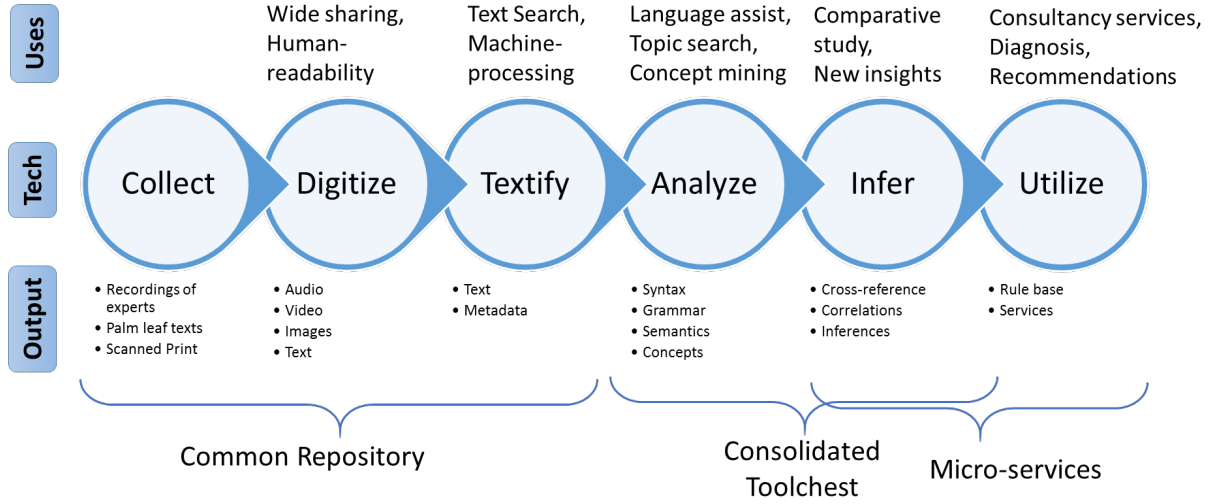 Uses
Wide sharing,
Human-
readability
Text Search,
Machine-
processing
Language assist,
Topic search,
Concept mining
Comparative
study,
New insights
Consultancy services,
Diagnosis,
Recommendations
Tech
Collect
Digitize
Textify
Analyze
Infer
Utilize
Output
• Recordings of
experts
• Palm leaf texts
• Scanned Print
• Audio
• Video
• Images
• Text
• Text
• Metadata
• Syntax
• Grammar
• Semantics
• Concepts
• Cross-reference
• Correlations
• Inferences
• Rule base
• Services
Common Repository
Consolidated
Toolchest
Micro-services